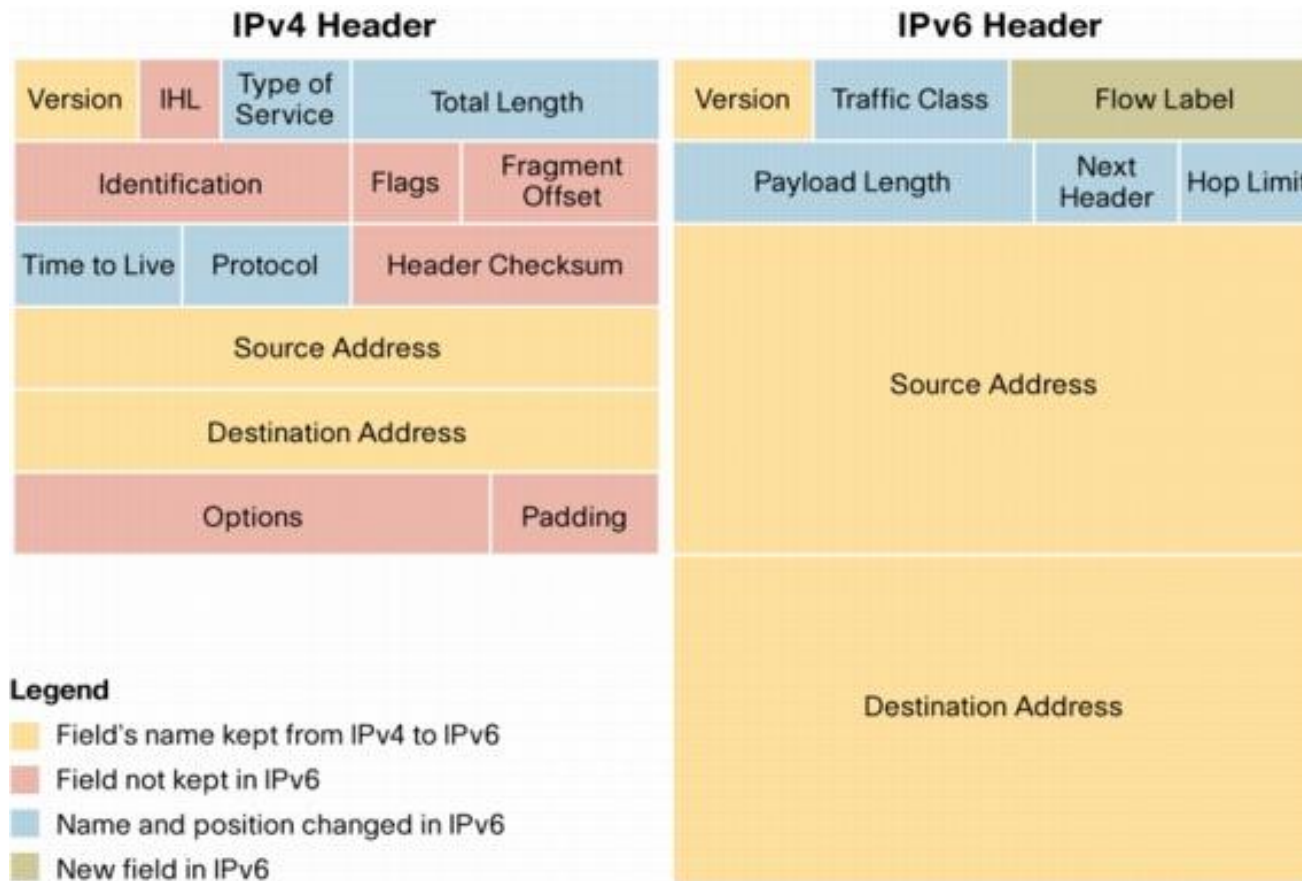 IPv4 Header
IPv6 Header
Version
IHL
Type of
Service
Total Length
Version
Traffic Class
Flow Label
Identification
Flags
Fragment
Offset
Payload Length
Next
Header
Hop Limit
Time to Live
Protocol
Header Checksum
Source Address
Source Address
Destination Address
Options
Padding
Destination Address
Legend
Field's name kept from IPv4 to IPv6
Field not kept in IPv6
Name and position changed in IPv6
New field in IPv6